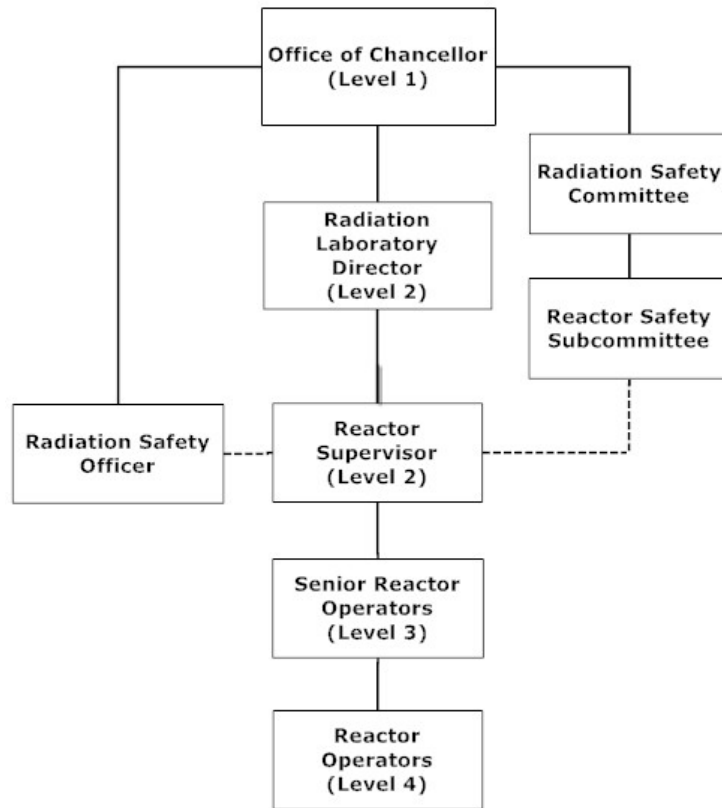 Office of Chancellor
(Level 1)
Radiation Safety
Committee
Radiation
Laboratory
Director
(Level 2)
Reactor Safety
Subcommittee
Radiation Safety
Officer
Reactor
Supervisor
(Level 2)
Senior Reactor
Operators
(Level 3)
Reactor
Operators
(Level 4)